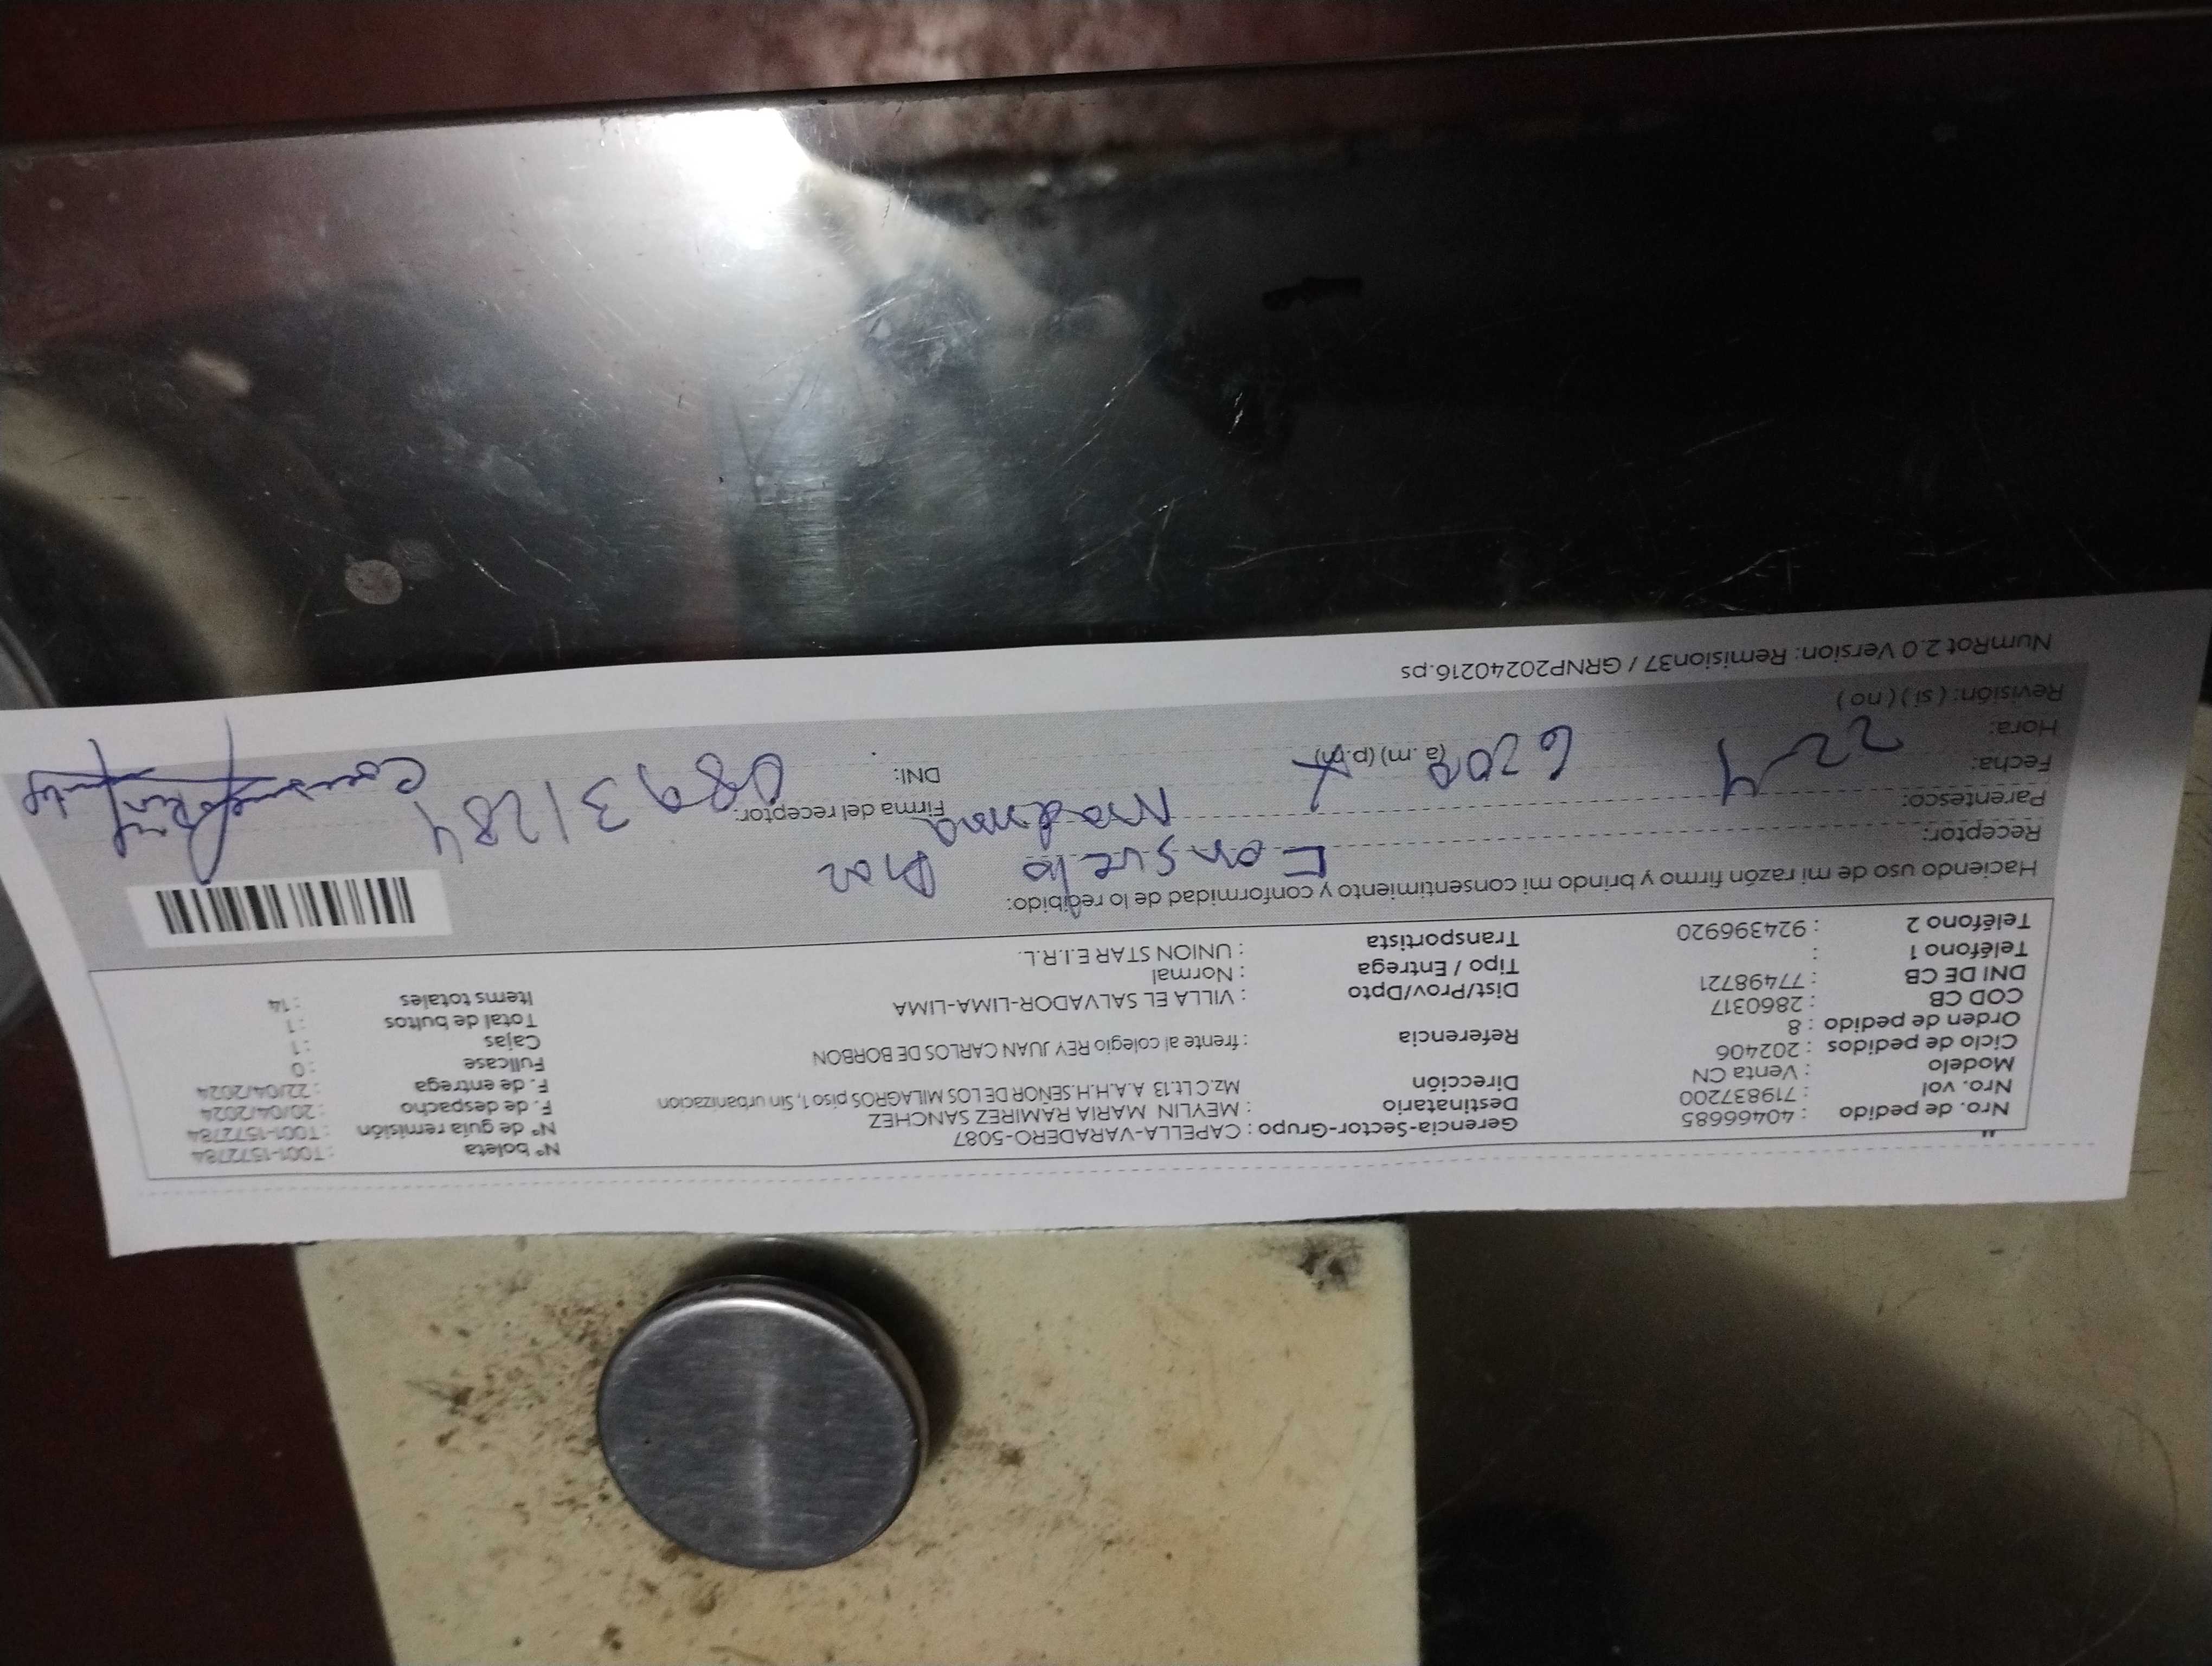 Nro. de pedido : 40466685
Nro. vol : 719837200
Modelo : Venta CN
Ciclo de pedidos : 202406
Orden de pedido : 8
COD CB : 2860317
DNI DE CB : 77498721
Teléfono 1 :
Teléfono 2 : 924396920
Gerencia-Sector-Grupo : CAPELLA-VARADERO-5087
Destinatario : MEYLIN MARIA RAMIREZ SANCHEZ
Dirección Mz.C Lt.13 A.A.H.H.SEÑOR DE LOS MILAGROS piso 1, Sin urbanizacion
Referencia : frente al colegio REY JUAN CARLOS DE BORBON
Dist/Prov/Dpto : VILLA EL SALVADOR-LIMA-LIMA
Tipo / Entrega : Normal
Transportista : UNION STAR E.I.R.L.
Nº boleta : T001-1572784
Nº de guía remisión : T001-1572784
F. de despacho : 20/04/2024
F. de entrega : 22/04/2024
Fullcase : 0
Cajas : 1
Total de bultos : 1
Items totales : 14
Haciendo uso de mi razón firmo y brindo mi consentimiento y conformidad de lo recibido:
Receptor: Consuelo
Parentesco: Madrina
Fecha: 22 4
Hora: (a .m) (p.m)
Revisión: ( si ) ( no )
Firma del receptor:
DNI: 08931284
NumRot 2.0 Version: Remision37 / GRNP20240216.ps